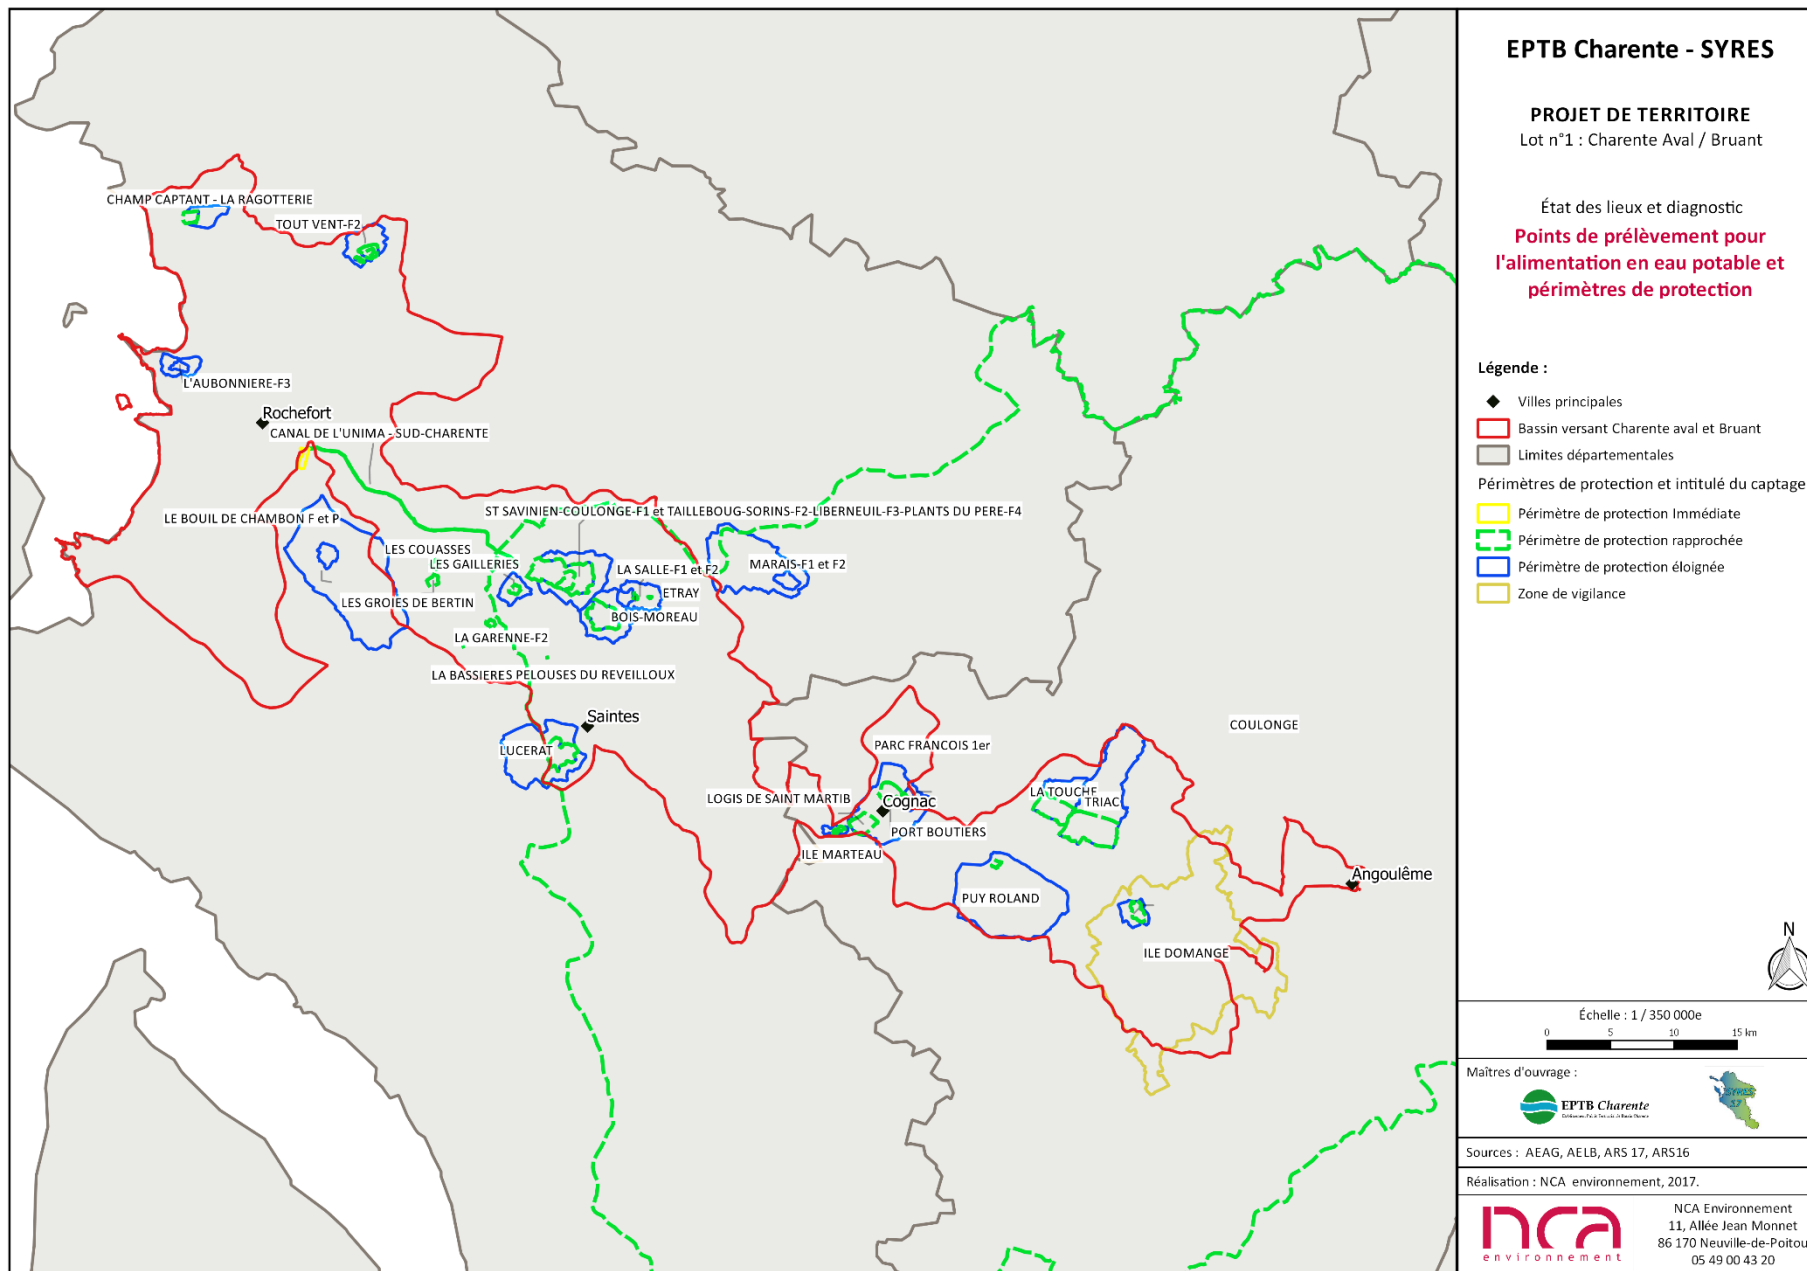 CHAMP CAPTANT - LA RAGOTTERIE
TOUT VENT-F2
L'AUBONNIERE-F3
Rochefort
CANAL DE L'UNIMA - SUD-CHARENTE
LE BOUIL DE CHAMBON F et P
ST SAVINIEN-COULONGE-F1 et TAILLEBOUG-SORINS-F2-LIBERNEUIL-F3-PLANTS DU PERE-F4
LES COUASSES
LES GAILLERIES
LA SALLE-F1 et F2
MARAIS-F1 et F2
ETRAY
LES GROIES DE BERTIN
BOIS-MOREAU
LA GARENNE-F2
LA BASSIERES PELOUSES DU REVEILLOUX
Saintes
LUCERAT
COULONGE
PARC FRANCOIS 1er
LOGIS DE SAINT MARTIB
Cognac
LA TOUCHE
TRIAC
PORT BOUTIERS
ILE MARTEAU
Angoulême
PUY ROLAND
ILE DOMANGE
EPTB Charente - SYRES
PROJET DE TERRITOIRE
Lot n°1 : Charente Aval / Bruant
État des lieux et diagnostic
Points de prélèvement pour
l'alimentation en eau potable et
périmètres de protection
Légende :
Villes principales
Bassin versant Charente aval et Bruant
Limites départementales
Périmètres de protection et intitulé du captage
Périmètre de protection Immédiate
Périmètre de protection rapprochée
Périmètre de protection éloignée
Zone de vigilance
N
Échelle : 1 / 350 000e
0 5 10 15 km
Maîtres d'ouvrage :
EPTB Charente
SYRES
17
Sources : AEAG, AELB, ARS 17, ARS16
Réalisation : NCA environnement, 2017.
nca
environnement
NCA Environnement
11, Allée Jean Monnet
86 170 Neuville-de-Poitou
05 49 00 43 20